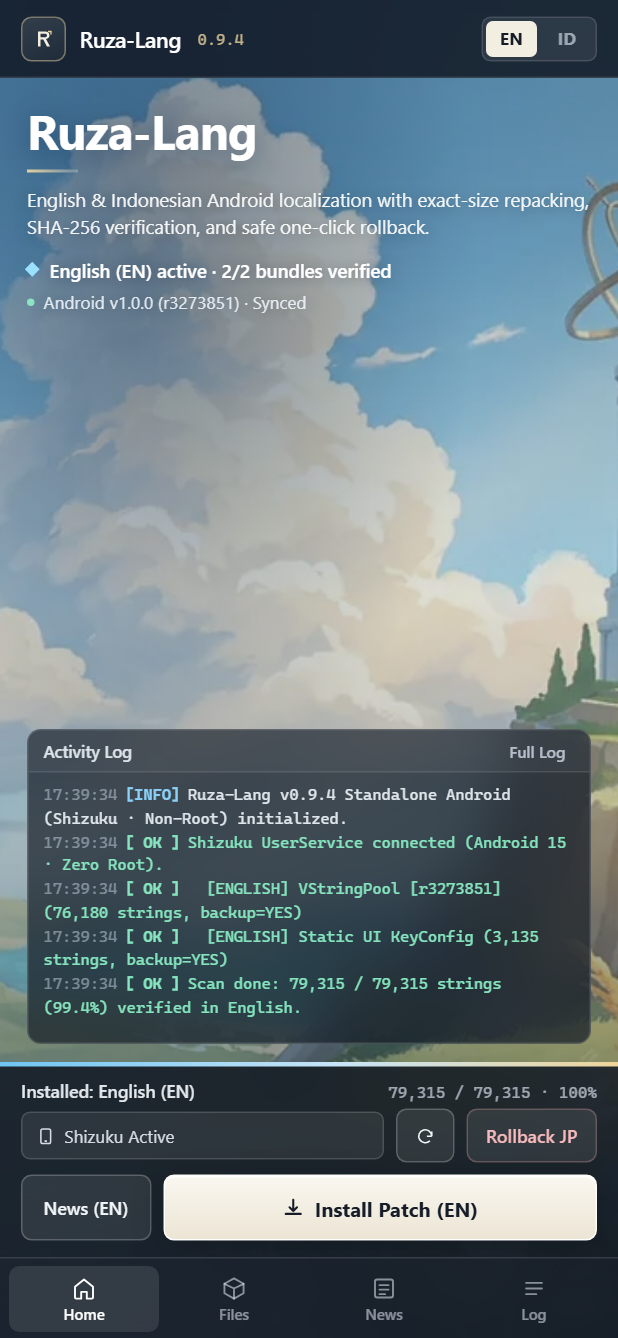 R
Ruza-Lang 0.9.4
EN ID
Ruza-Lang
English & Indonesian Android localization with exact-size repacking,
SHA-256 verification, and safe one-click rollback.
English (EN) active · 2/2 bundles verified
Android v1.0.0 (r3273851) · Synced
Activity Log Full Log
17:39:34 [INFO] Ruza-Lang v0.9.4 Standalone Android
(Shizuku · Non-Root) initialized.
17:39:34 [ OK ] Shizuku UserService connected (Android 15
· Zero Root).
17:39:34 [ OK ] [ENGLISH] VStringPool [r3273851]
(76,180 strings, backup=YES)
17:39:34 [ OK ] [ENGLISH] Static UI KeyConfig (3,135
strings, backup=YES)
17:39:34 [ OK ] Scan done: 79,315 / 79,315 strings
(99.4%) verified in English.
Installed: English (EN) 79,315 / 79,315 · 100%
Shizuku Active Rollback JP
News (EN) Install Patch (EN)
Home Files News Log